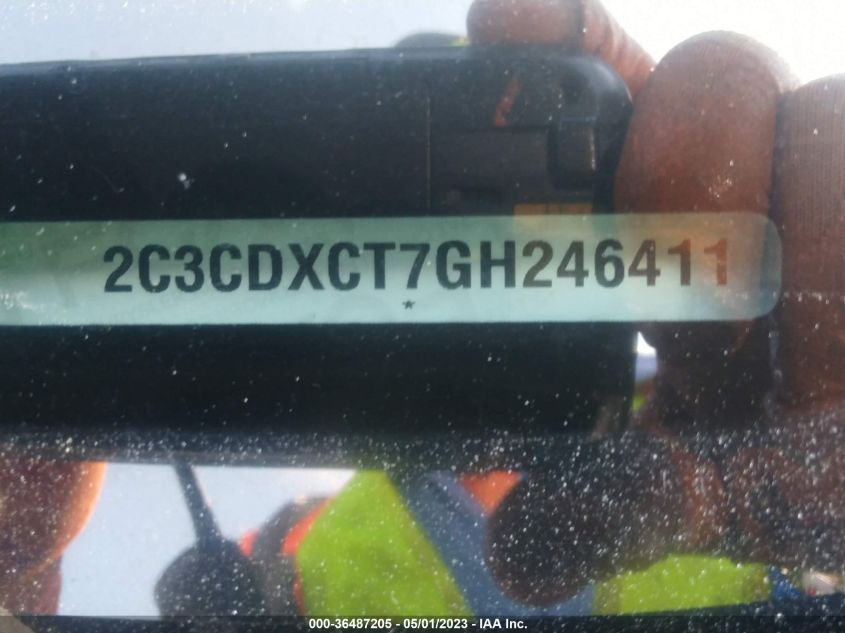 2C3CDXCT7GH246411
*
000-36487205 - 05/01/2023 - IAA Inc.